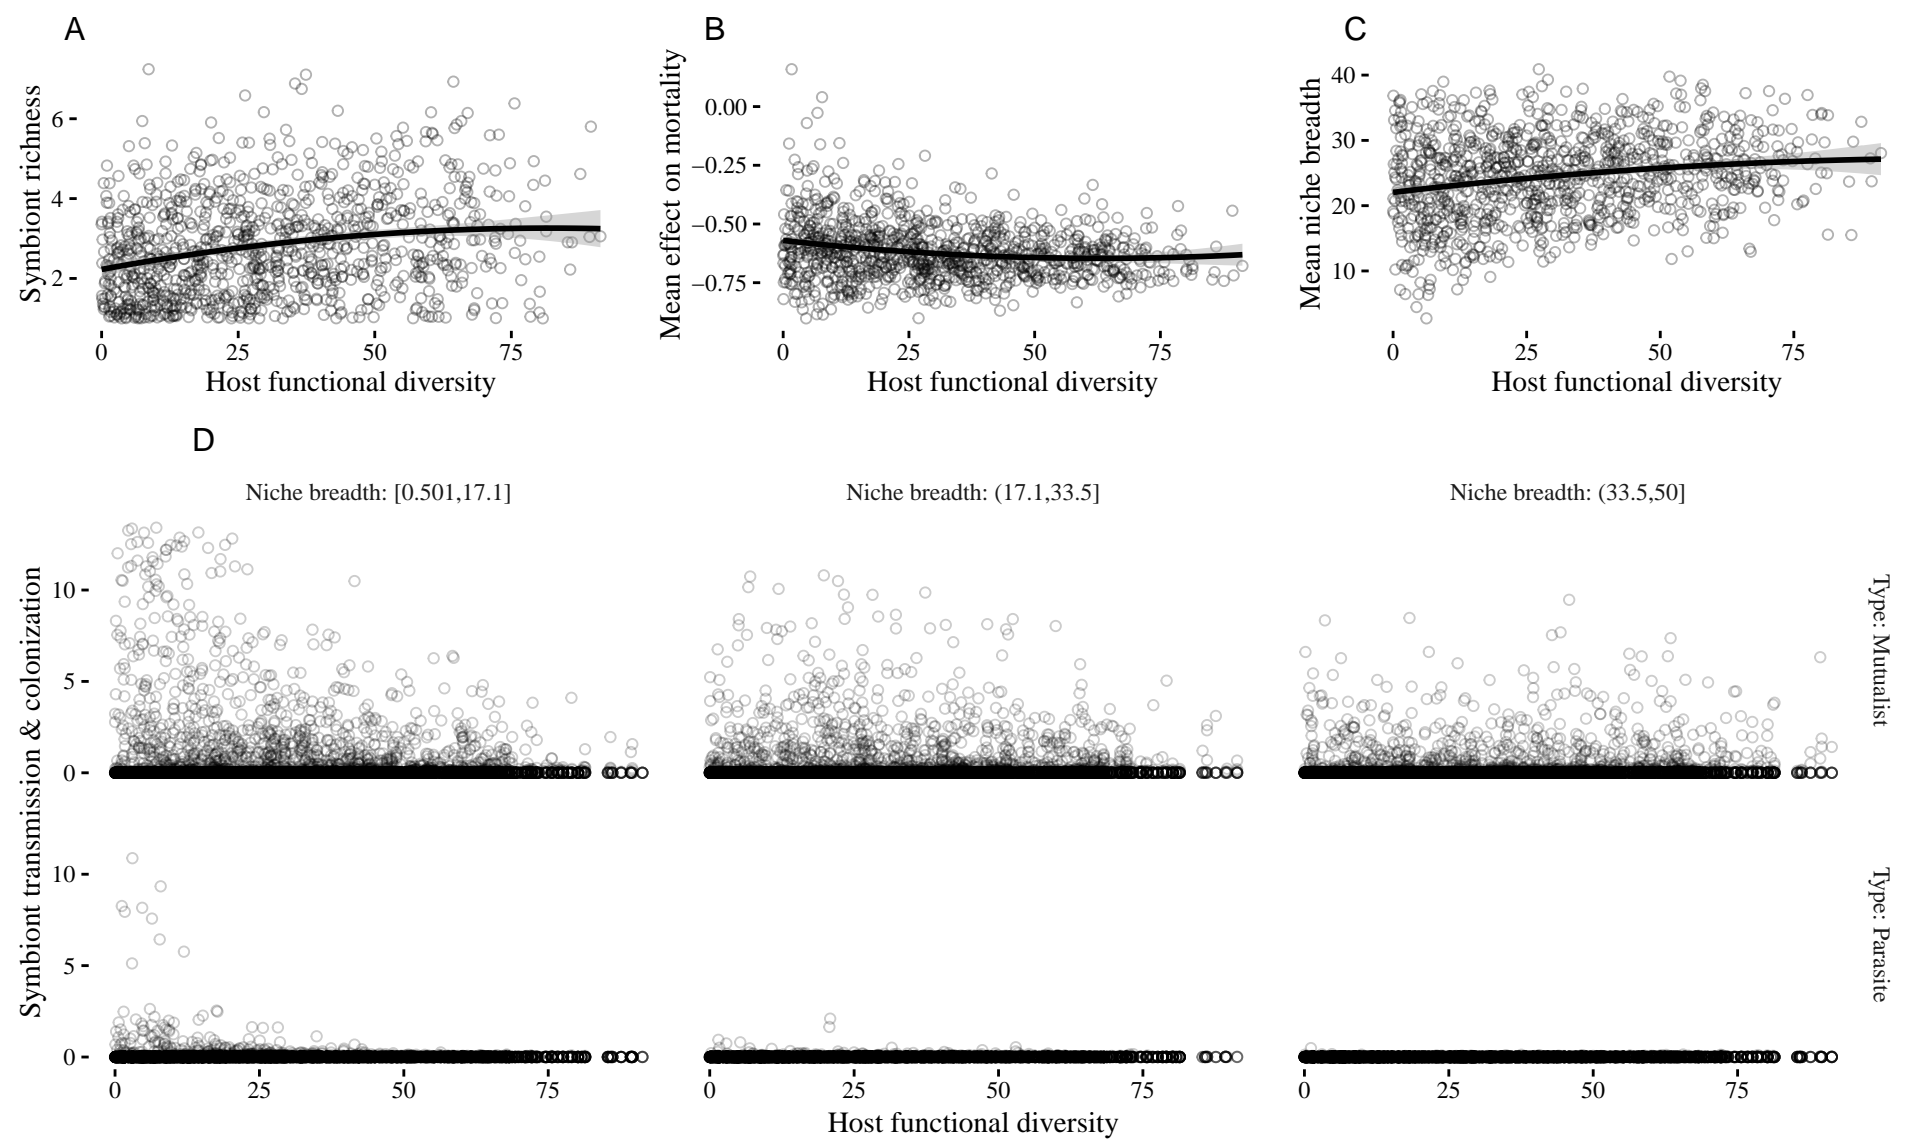 A
B
C
Symbiont richness
6
4
2
0
25
50
75
Host functional diversity
Mean effect on mortality
0.00
−0.25
−0.50
−0.75
0
25
50
75
Host functional diversity
Mean niche breadth
40
30
20
10
0
25
50
75
Host functional diversity
D
Niche breadth: [0.501,17.1]
Niche breadth: (17.1,33.5]
Niche breadth: (33.5,50]
Symbiont transmission & colonization
10
5
0
Type: Mutualist
10
5
0
Type: Parasite
0
25
50
75
0
25
50
75
0
25
50
75
Host functional diversity